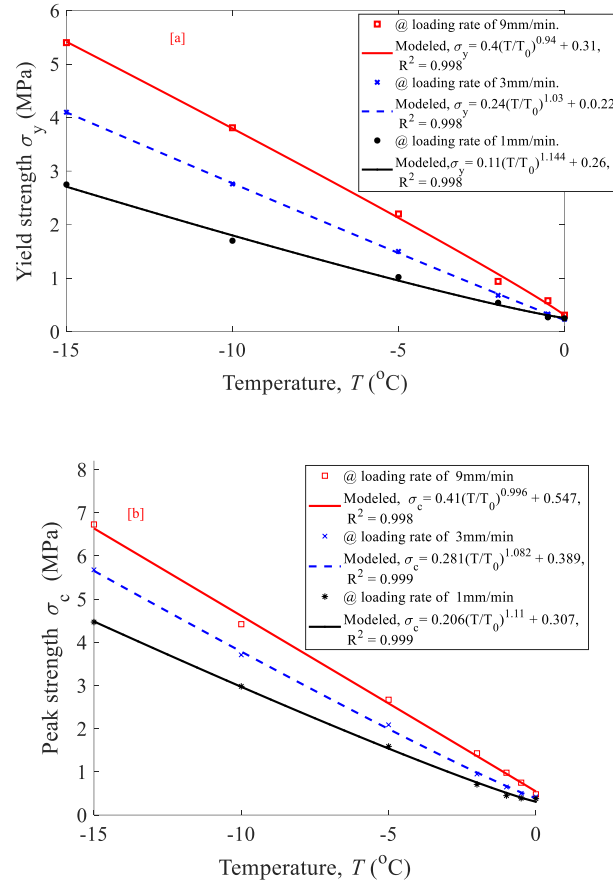 [a]
@ loading rate of 9mm/min.
Modeled, σy = 0.4(T/T0)^0.94 + 0.31,
R² = 0.998
@ loading rate of 3mm/min.
Modeled, σy = 0.24(T/T0)^1.03 + 0.0.22,
R² = 0.998
@ loading rate of 1mm/min.
Modeled,σy = 0.11(T/T0)^1.144 + 0.26,
R² = 0.998
Yield strength σy (MPa)
6
5
4
3
2
1
0
-15
-10
-5
0
Temperature, T (°C)
[b]
@ loading rate of 9mm/min
Modeled, σc = 0.41(T/T0)^0.996 + 0.547,
R² = 0.998
@ loading rate of 3mm/min
Modeled, σc = 0.281(T/T0)^1.082 + 0.389,
R² = 0.999
@ loading rate of 1mm/min
Modeled, σc = 0.206(T/T0)^1.11 + 0.307,
R² = 0.999
Peak strength σc (MPa)
8
7
6
5
4
3
2
1
0
-15
-10
-5
0
Temperature, T (°C)